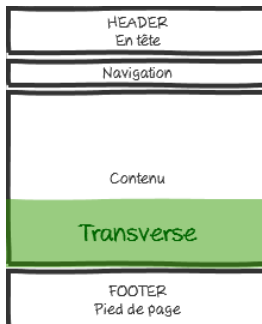 HEADER
En tête
Navigation
Contenu
Transverse
FOOTER
Pied de page